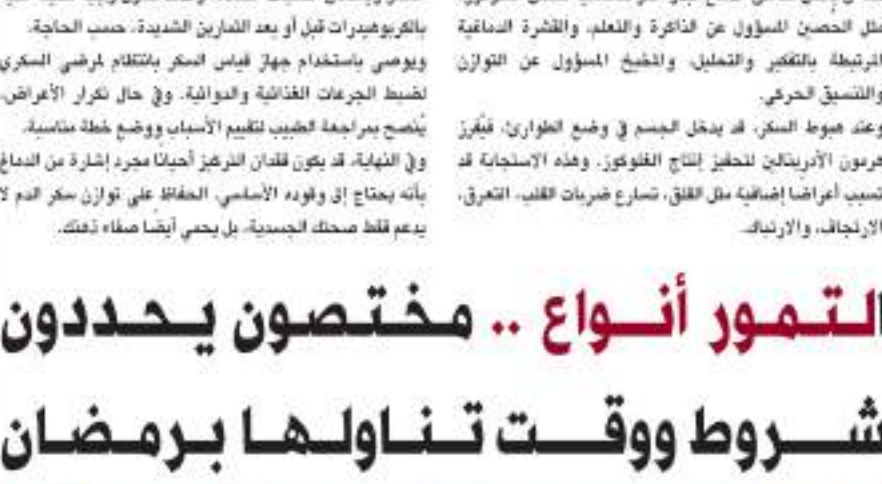 مثل الحصين المسؤول عن الذاكرة والتعلم، والقشرة الدماغية
المرتبطة بالتفكير والتحليل، والمخيخ المسؤول عن التوازن
والتنسيق الحركي.
وعند هبوط السكر، قد يدخل الجسم في وضع الطوارئ، فيُفرز
هرمون الأدرينالين لتحفيز إنتاج الغلوكوز. وهذه الاستجابة قد
تسبب أعراضا إضافية مثل القلق، تسارع ضربات القلب، التعرق،
الارتجاف، والارتباك.
بالكربوهيدرات قبل أو بعد التمارين الشديدة، حسب الحاجة.
ويوصى باستخدام جهاز قياس السكر بانتظام لمرضى السكري
لضبط الجرعات الغذائية والدوائية. وفي حال تكرار الأعراض،
يُنصح بمراجعة الطبيب لتقييم الأسباب ووضع خطة مناسبة.
وفي النهاية، قد يكون فقدان التركيز أحيانًا مجرد إشارة من الدماغ
بأنه يحتاج إلى وقوده الأساسي. الحفاظ على توازن سكر الدم لا
يدعم فقط صحتك الجسدية، بل يحمي أيضًا صفاء ذهنك.
التمور أنواع .. مختصون يحددون
شروط ووقت تناولها برمضان